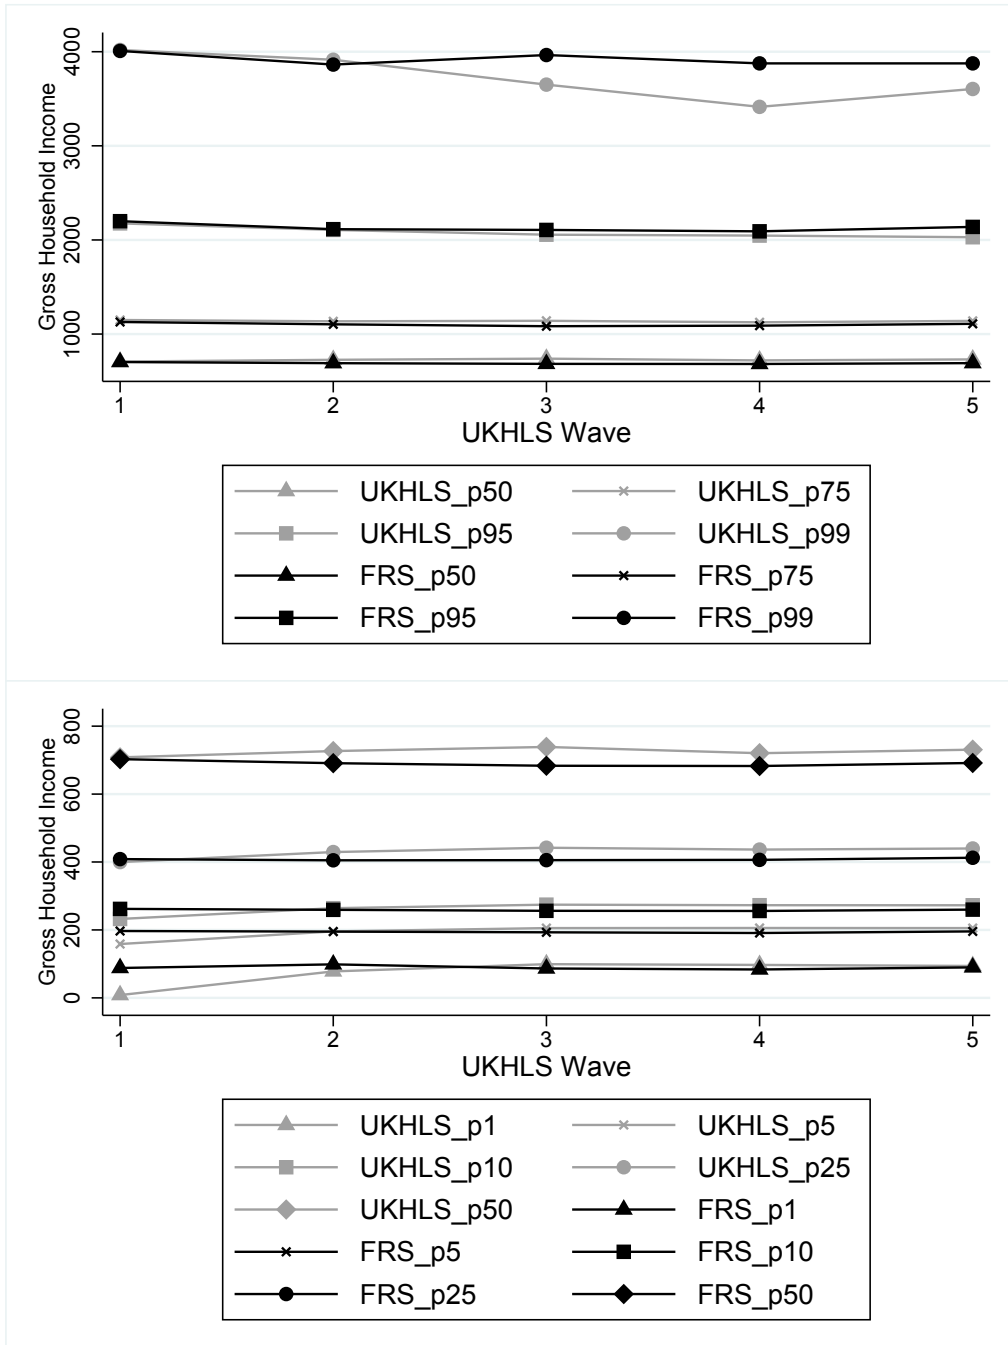 Gross Household Income
4000
3000
2000
1000
1 2 3 4 5
UKHLS Wave
UKHLS_p50 UKHLS_p75
UKHLS_p95 UKHLS_p99
FRS_p50 FRS_p75
FRS_p95 FRS_p99
Gross Household Income
800
600
400
200
0
1 2 3 4 5
UKHLS Wave
UKHLS_p1 UKHLS_p5
UKHLS_p10 UKHLS_p25
UKHLS_p50 FRS_p1
FRS_p5 FRS_p10
FRS_p25 FRS_p50